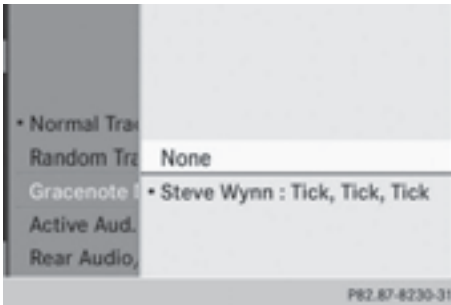 • Normal Tra
Random Tra
None
Gracenote
• Steve Wynn : Tick, Tick, Tick
Active Aud.
Rear Audio,
P82.87-8230-31